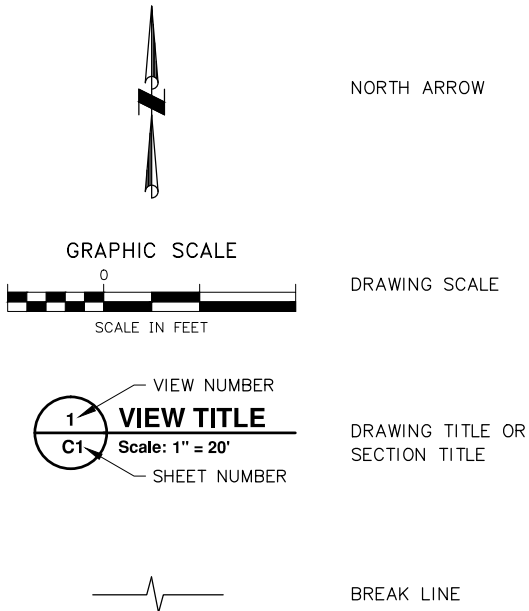 NORTH ARROW
GRAPHIC SCALE
0
SCALE IN FEET
DRAWING SCALE
VIEW NUMBER
1
VIEW TITLE
C1
Scale: 1" = 20'
SHEET NUMBER
DRAWING TITLE OR
SECTION TITLE
BREAK LINE